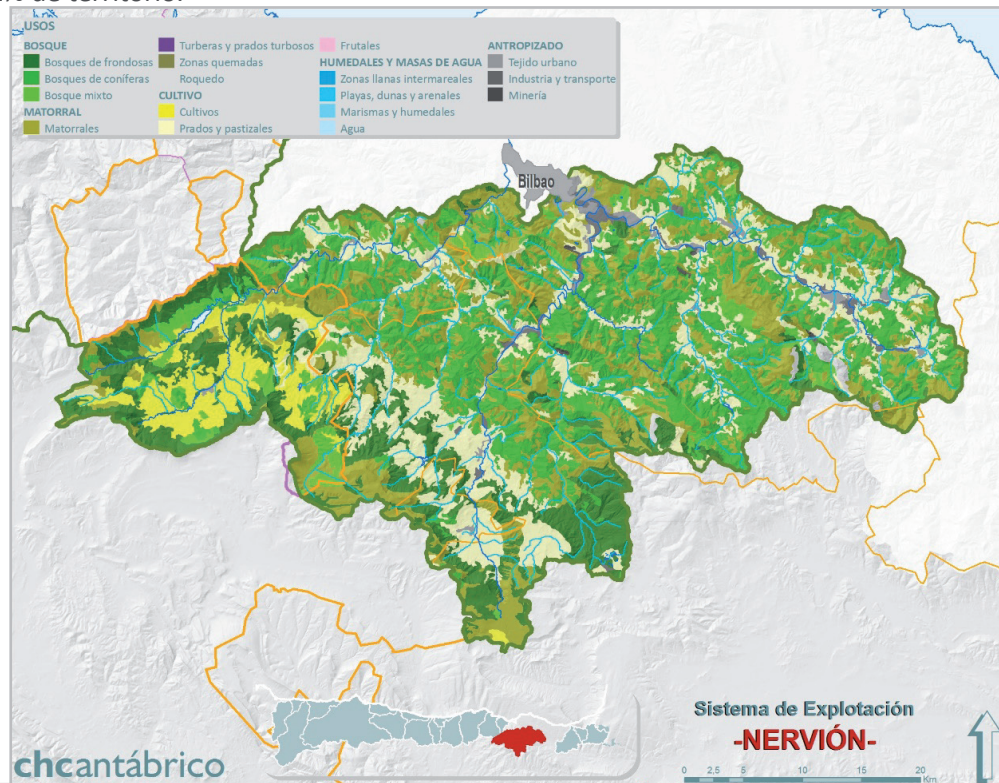 de territorio.
USOS
BOSQUE
Bosques de frondosas
Bosques de coníferas
Bosque mixto
MATORRAL
Matorrales
Turberas y prados turbosos
Zonas quemadas
Roquedo
CULTIVO
Cultivos
Prados y pastizales
Frutales
HUMEDALES Y MASAS DE AGUA
Zonas llanas intermareales
Playas, dunas y arenales
Marismas y humedales
Agua
ANTROPIZADO
Tejido urbano
Industria y transporte
Minería
Bilbao
Sistema de Explotación
-NERVIÓN-
0 2,5 5 10 15 20
Km
chcantábrico